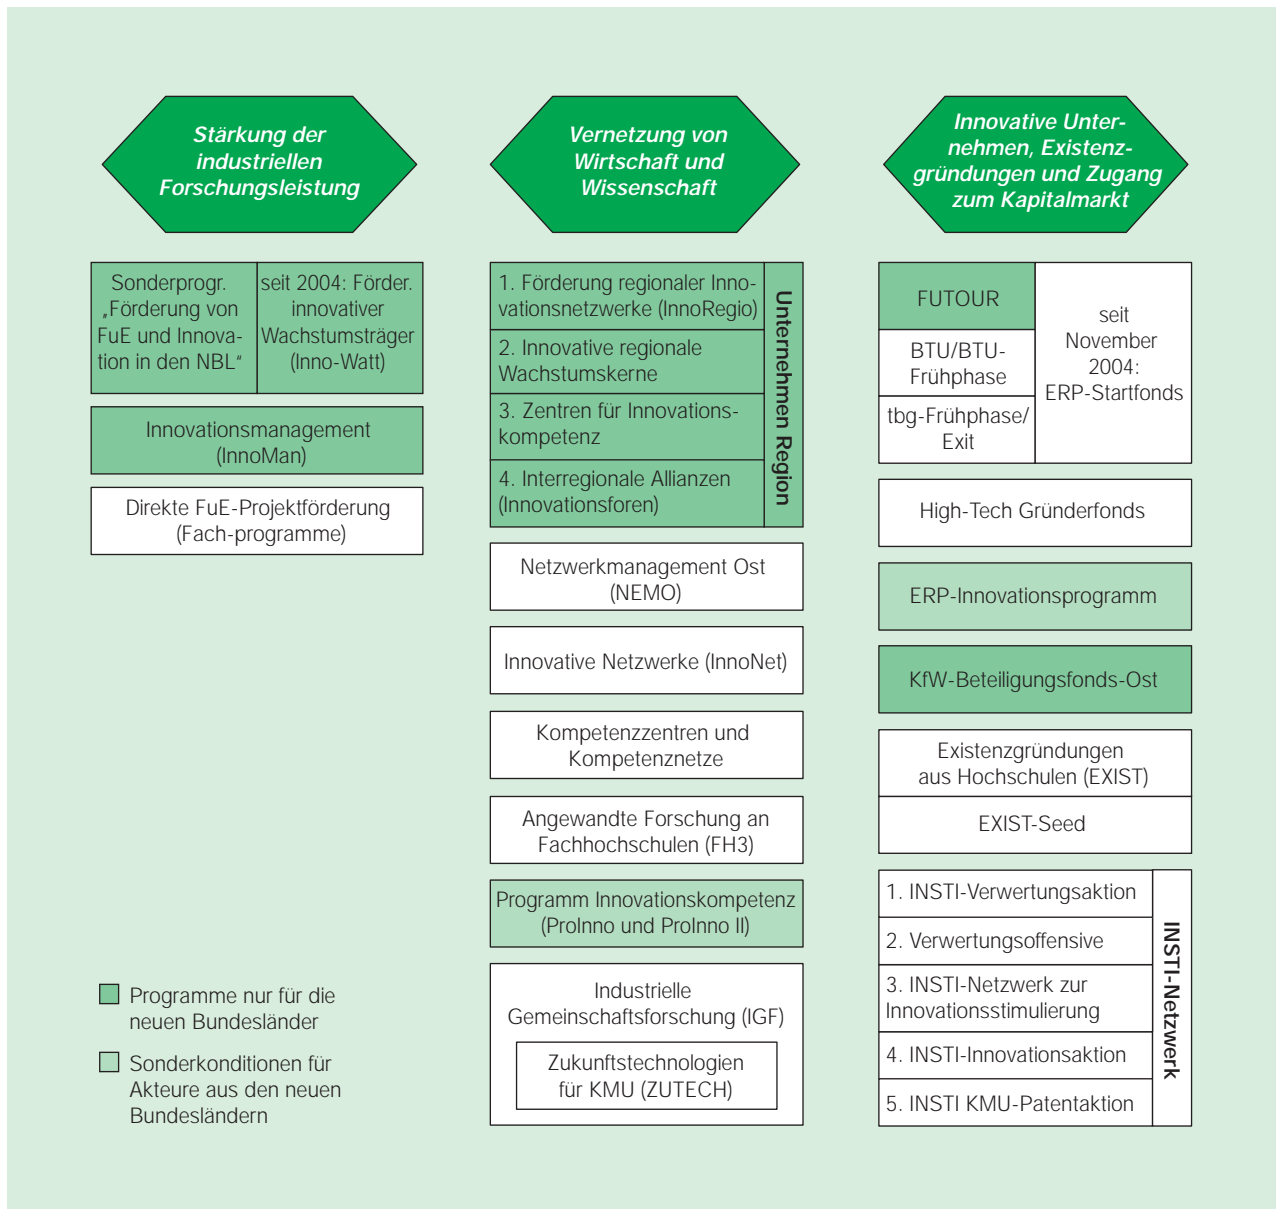 Stärkung der
industriellen
Forschungsleistung
Sonderprogr.
„Förderung von
FuE und Innova-
tion in den NBL“
seit 2004: Förder.
innovativer
Wachstumsträger
(Inno-Watt)
Innovationsmanagement
(InnoMan)
Direkte FuE-Projektförderung
(Fach-programme)
Vernetzung von
Wirtschaft und
Wissenschaft
1. Förderung regionaler Inno-
vationsnetzwerke (InnoRegio)
2. Innovative regionale
Wachstumskerne
3. Zentren für Innovations-
kompetenz
4. Interregionale Allianzen
(Innovationsforen)
Unternehmen Region
Netzwerkmanagement Ost
(NEMO)
Innovative Netzwerke (InnoNet)
Kompetenzzentren und
Kompetenznetze
Angewandte Forschung an
Fachhochschulen (FH3)
Programm Innovationskompetenz
(ProInno und ProInno II)
Industrielle
Gemeinschaftsforschung (IGF)
Zukunftstechnologien
für KMU (ZUTECH)
Innovative Unter-
nehmen, Existenz-
gründungen und Zugang
zum Kapitalmarkt
FUTOUR
BTU/BTU-
Frühphase
tbg-Frühphase/
Exit
seit
November
2004:
ERP-Startfonds
High-Tech Gründerfonds
ERP-Innovationsprogramm
KfW-Beteiligungsfonds-Ost
Existenzgründungen
aus Hochschulen (EXIST)
EXIST-Seed
1. INSTI-Verwertungsaktion
2. Verwertungsoffensive
3. INSTI-Netzwerk zur
Innovationsstimulierung
4. INSTI-Innovationsaktion
5. INSTI KMU-Patentaktion
INSTI-Netzwerk
Programme nur für die
neuen Bundesländer
Sonderkonditionen für
Akteure aus den neuen
Bundesländern